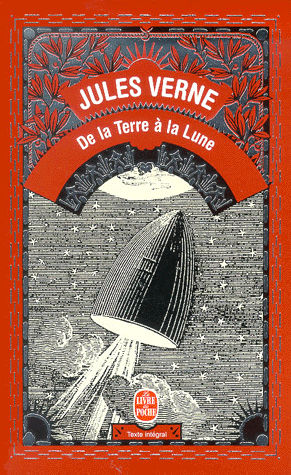 JULES VERNE
De la Terre à la Lune
Le
LIVRE
DE
POCHE
Texte intégral